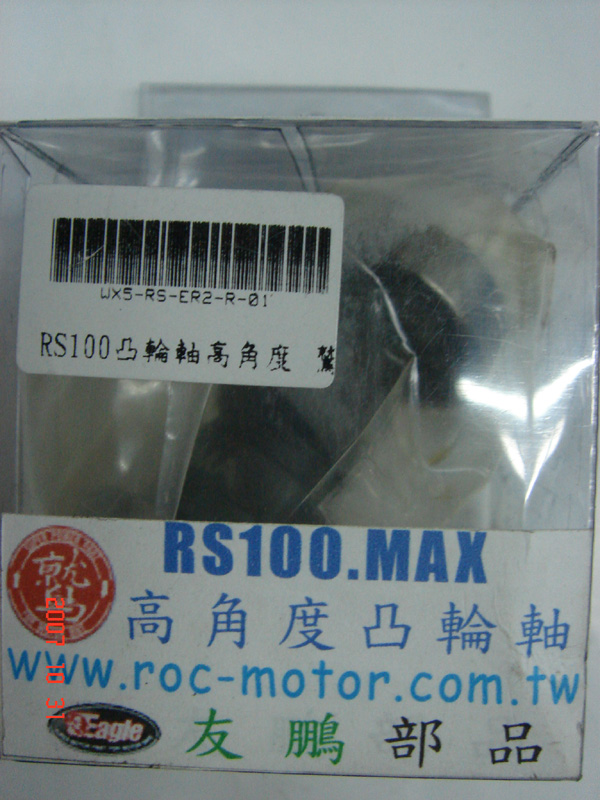 WX5-RS-ER2-R-01
RS100凸輪軸高角度
RS100.MAX
高角度凸輪軸
www.roc-motor.com.tw
Eagle
友鵬部品
2007 10 31